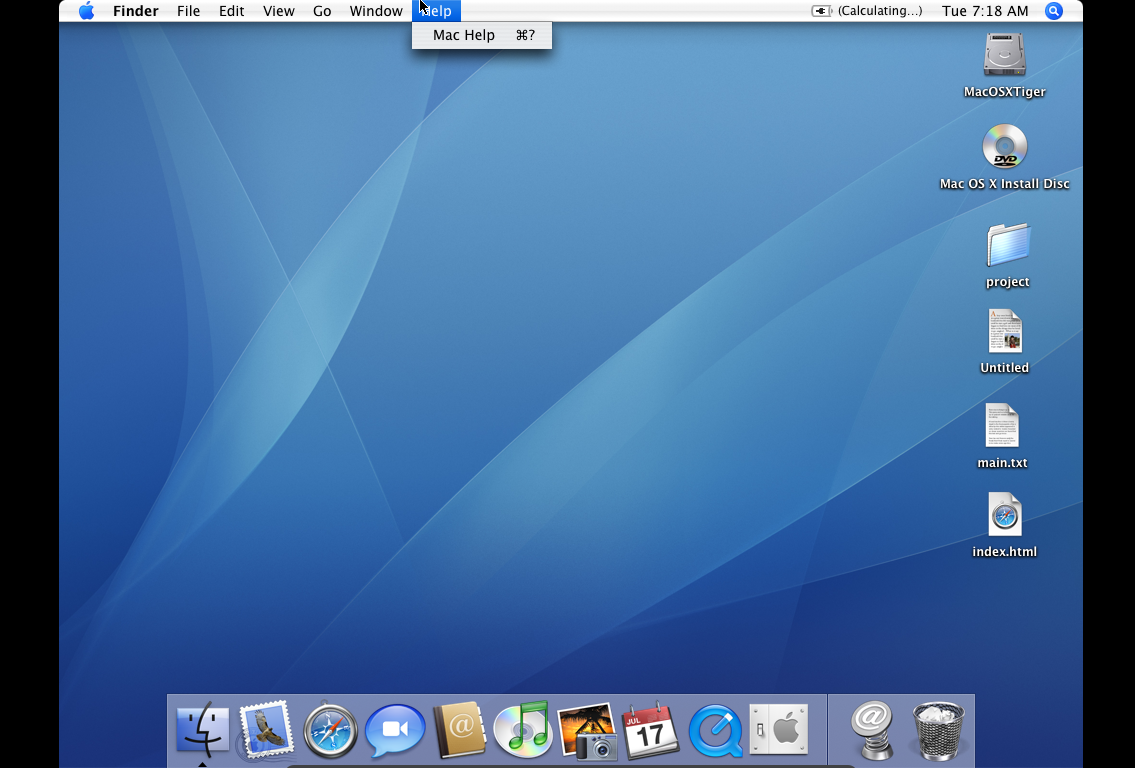 Finder File Edit View Go Window Help (Calculating...) Tue 7:18 AM
Mac Help ⌘?
MacOSXTiger
DVD
Mac OS X Install Disc
project
Untitled
main.txt
index.html
JUL
17